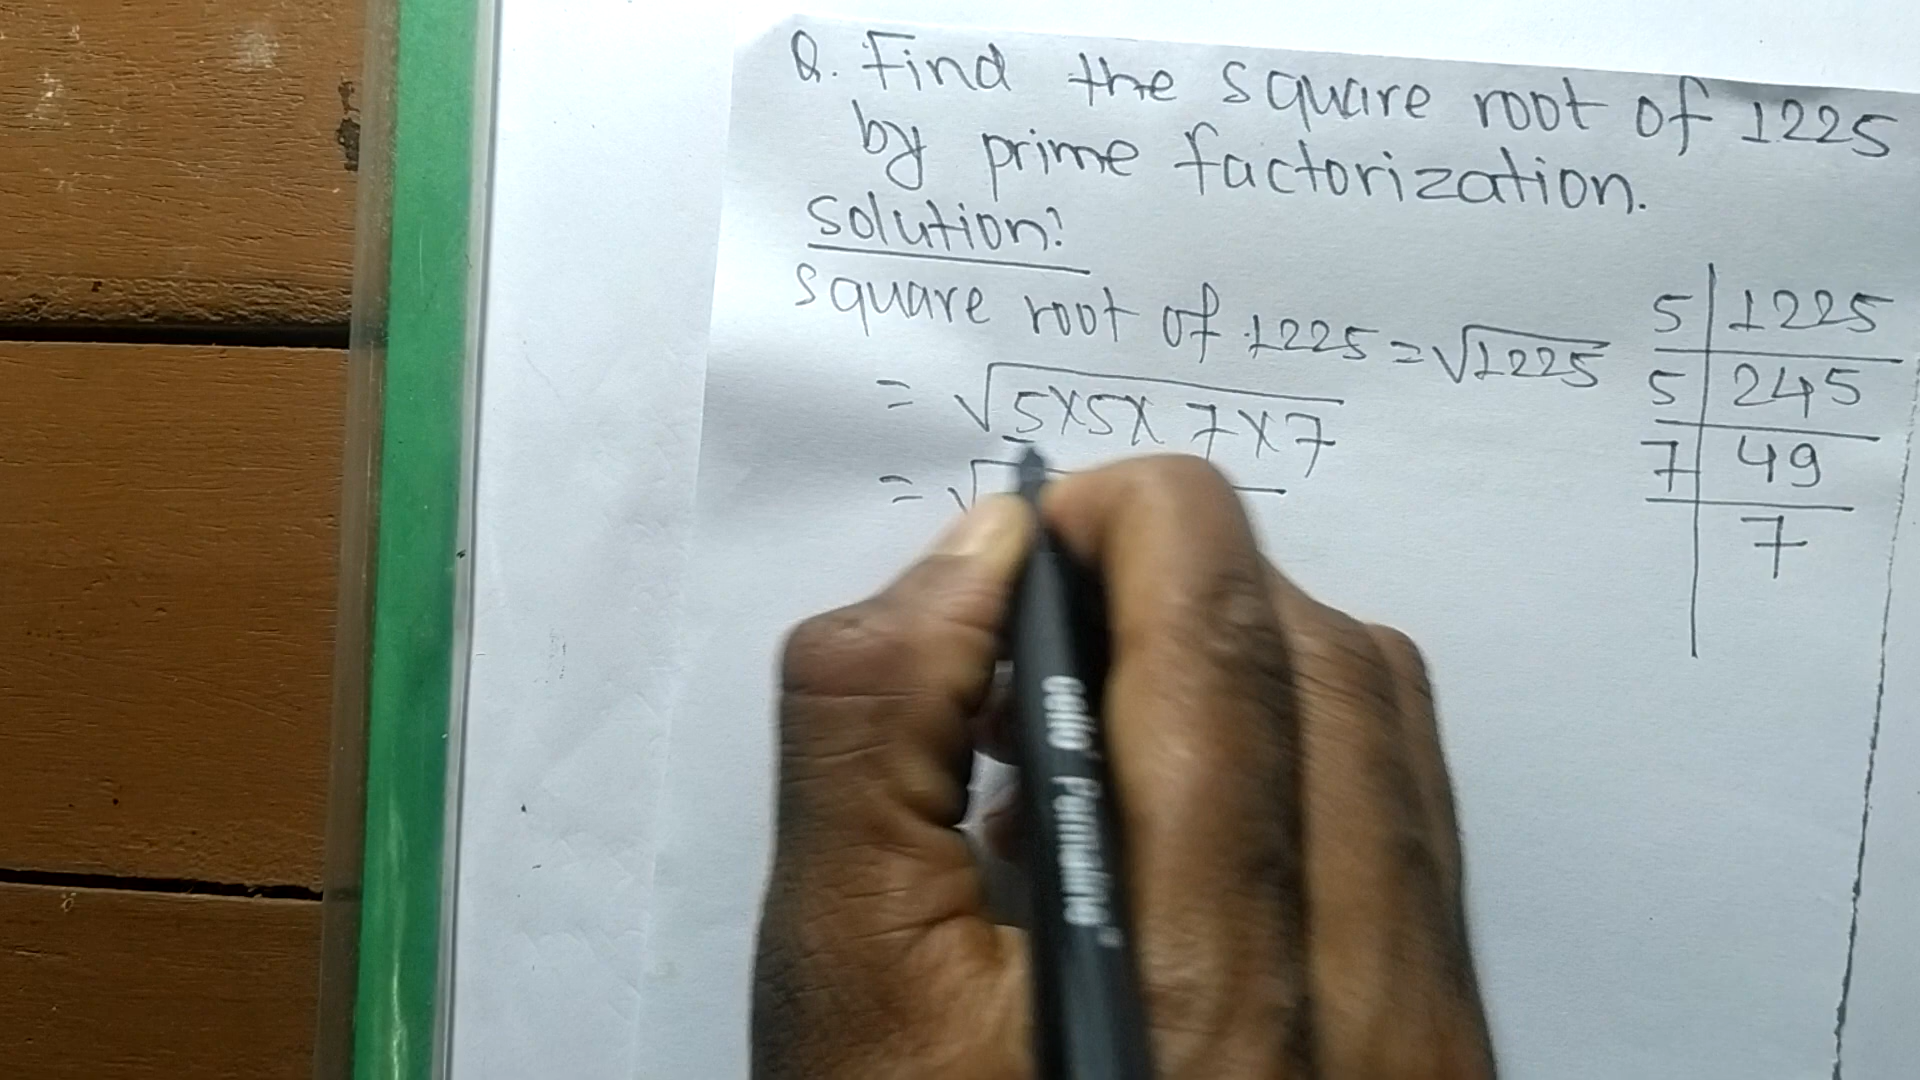 Q. Find the square root of 1225
by prime factorization.
Solution:
square root of 1225 = √1225
= √5×5×7×7
= √
5 | 1225
5 | 245
7 | 49
7
cello